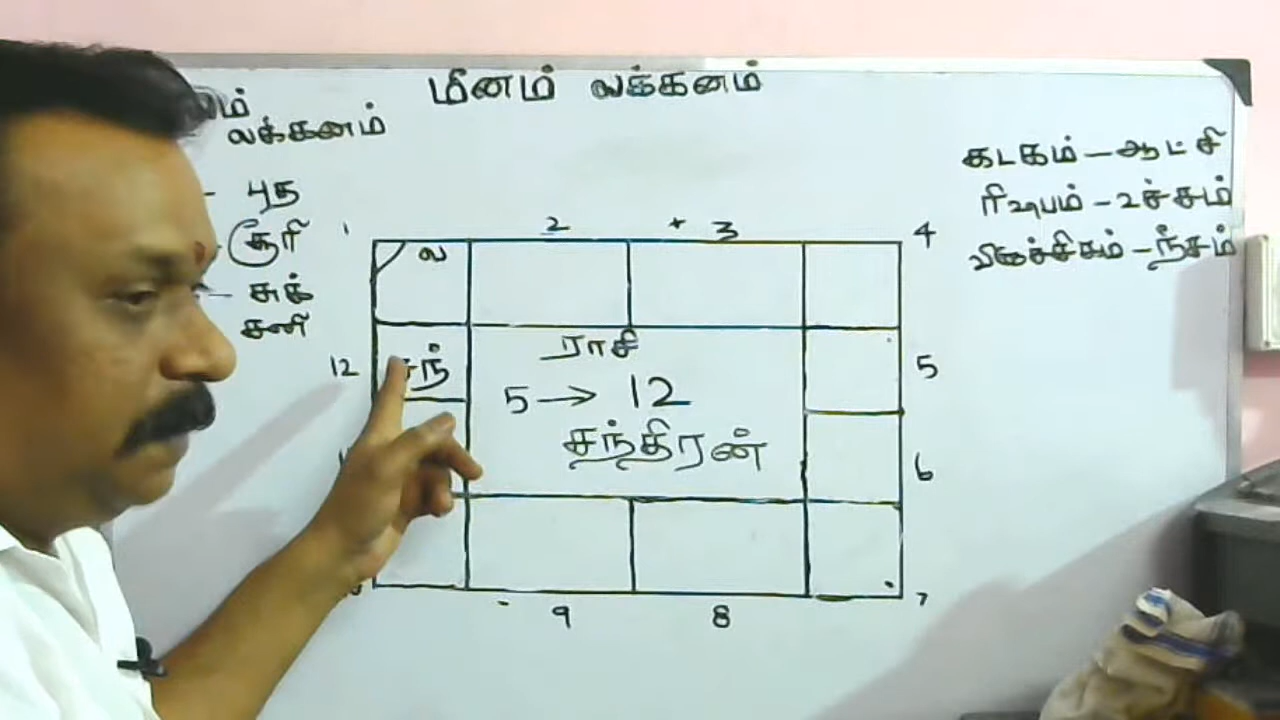 மீனம் லக்கனம்
லக்கனம்
- புத
சூரி
- சுக்
சனி
கடகம் - ஆட்சி
ரிஷபம் - உச்சம்
விருச்சிகம் - நீசம்
1 2 + 3 4
ல
ராசி
12 5
5 → 12
சந்திரன்
6
9 8 7